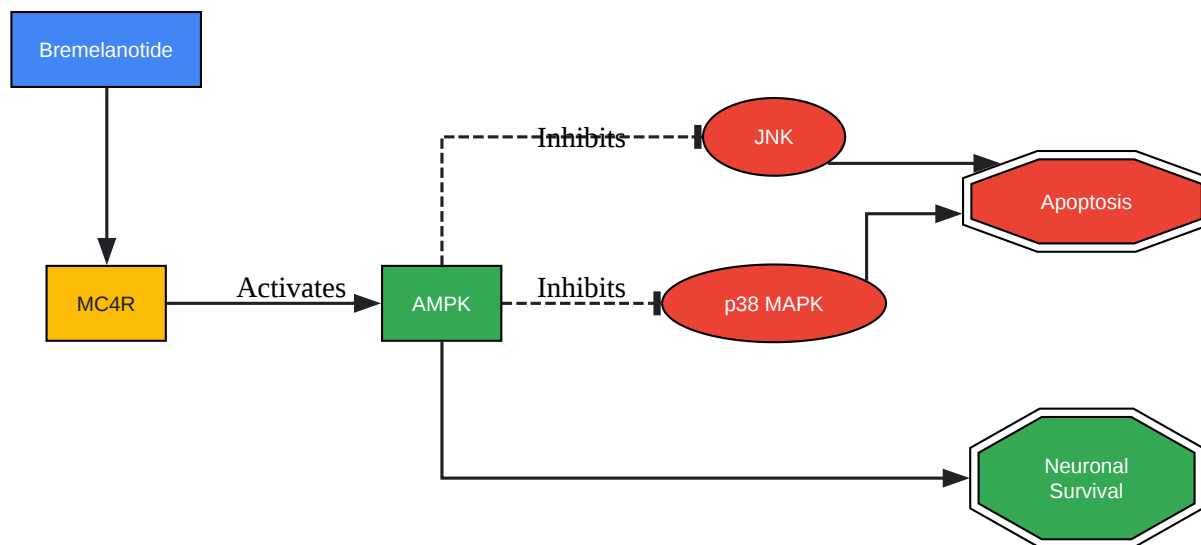 Bremelanotide
Inhibits
JNK
Apoptosis
MC4R
Activates
AMPK
Inhibits
p38 MAPK
Neuronal
Survival